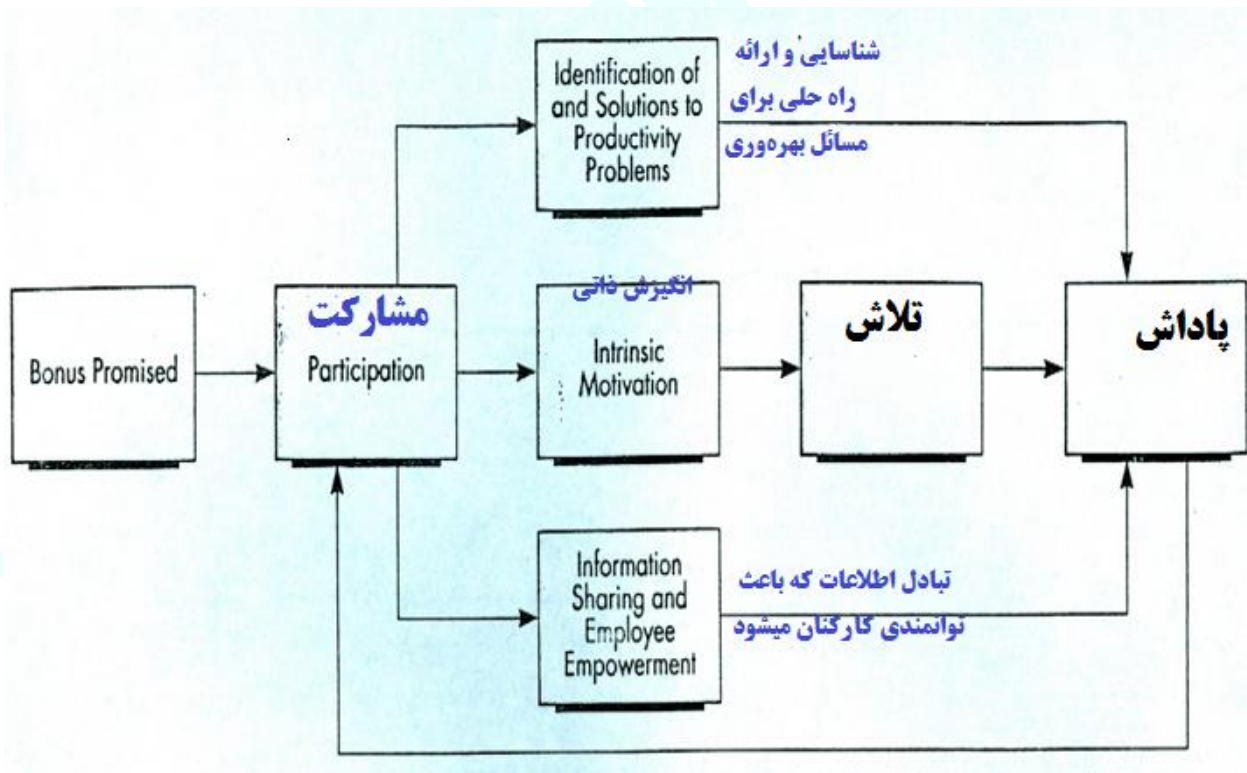 Identification of
and Solutions to
Productivity
Problems
شناسایی و ارائه
راه حلی برای
مسائل بهره‌وری
Bonus Promised
مشارکت
Participation
انگیزش ذاتی
Intrinsic
Motivation
تلاش
پاداش
Information
Sharing and
Employee
Empowerment
تبادل اطلاعات که باعث
توانمندی کارکنان میشود